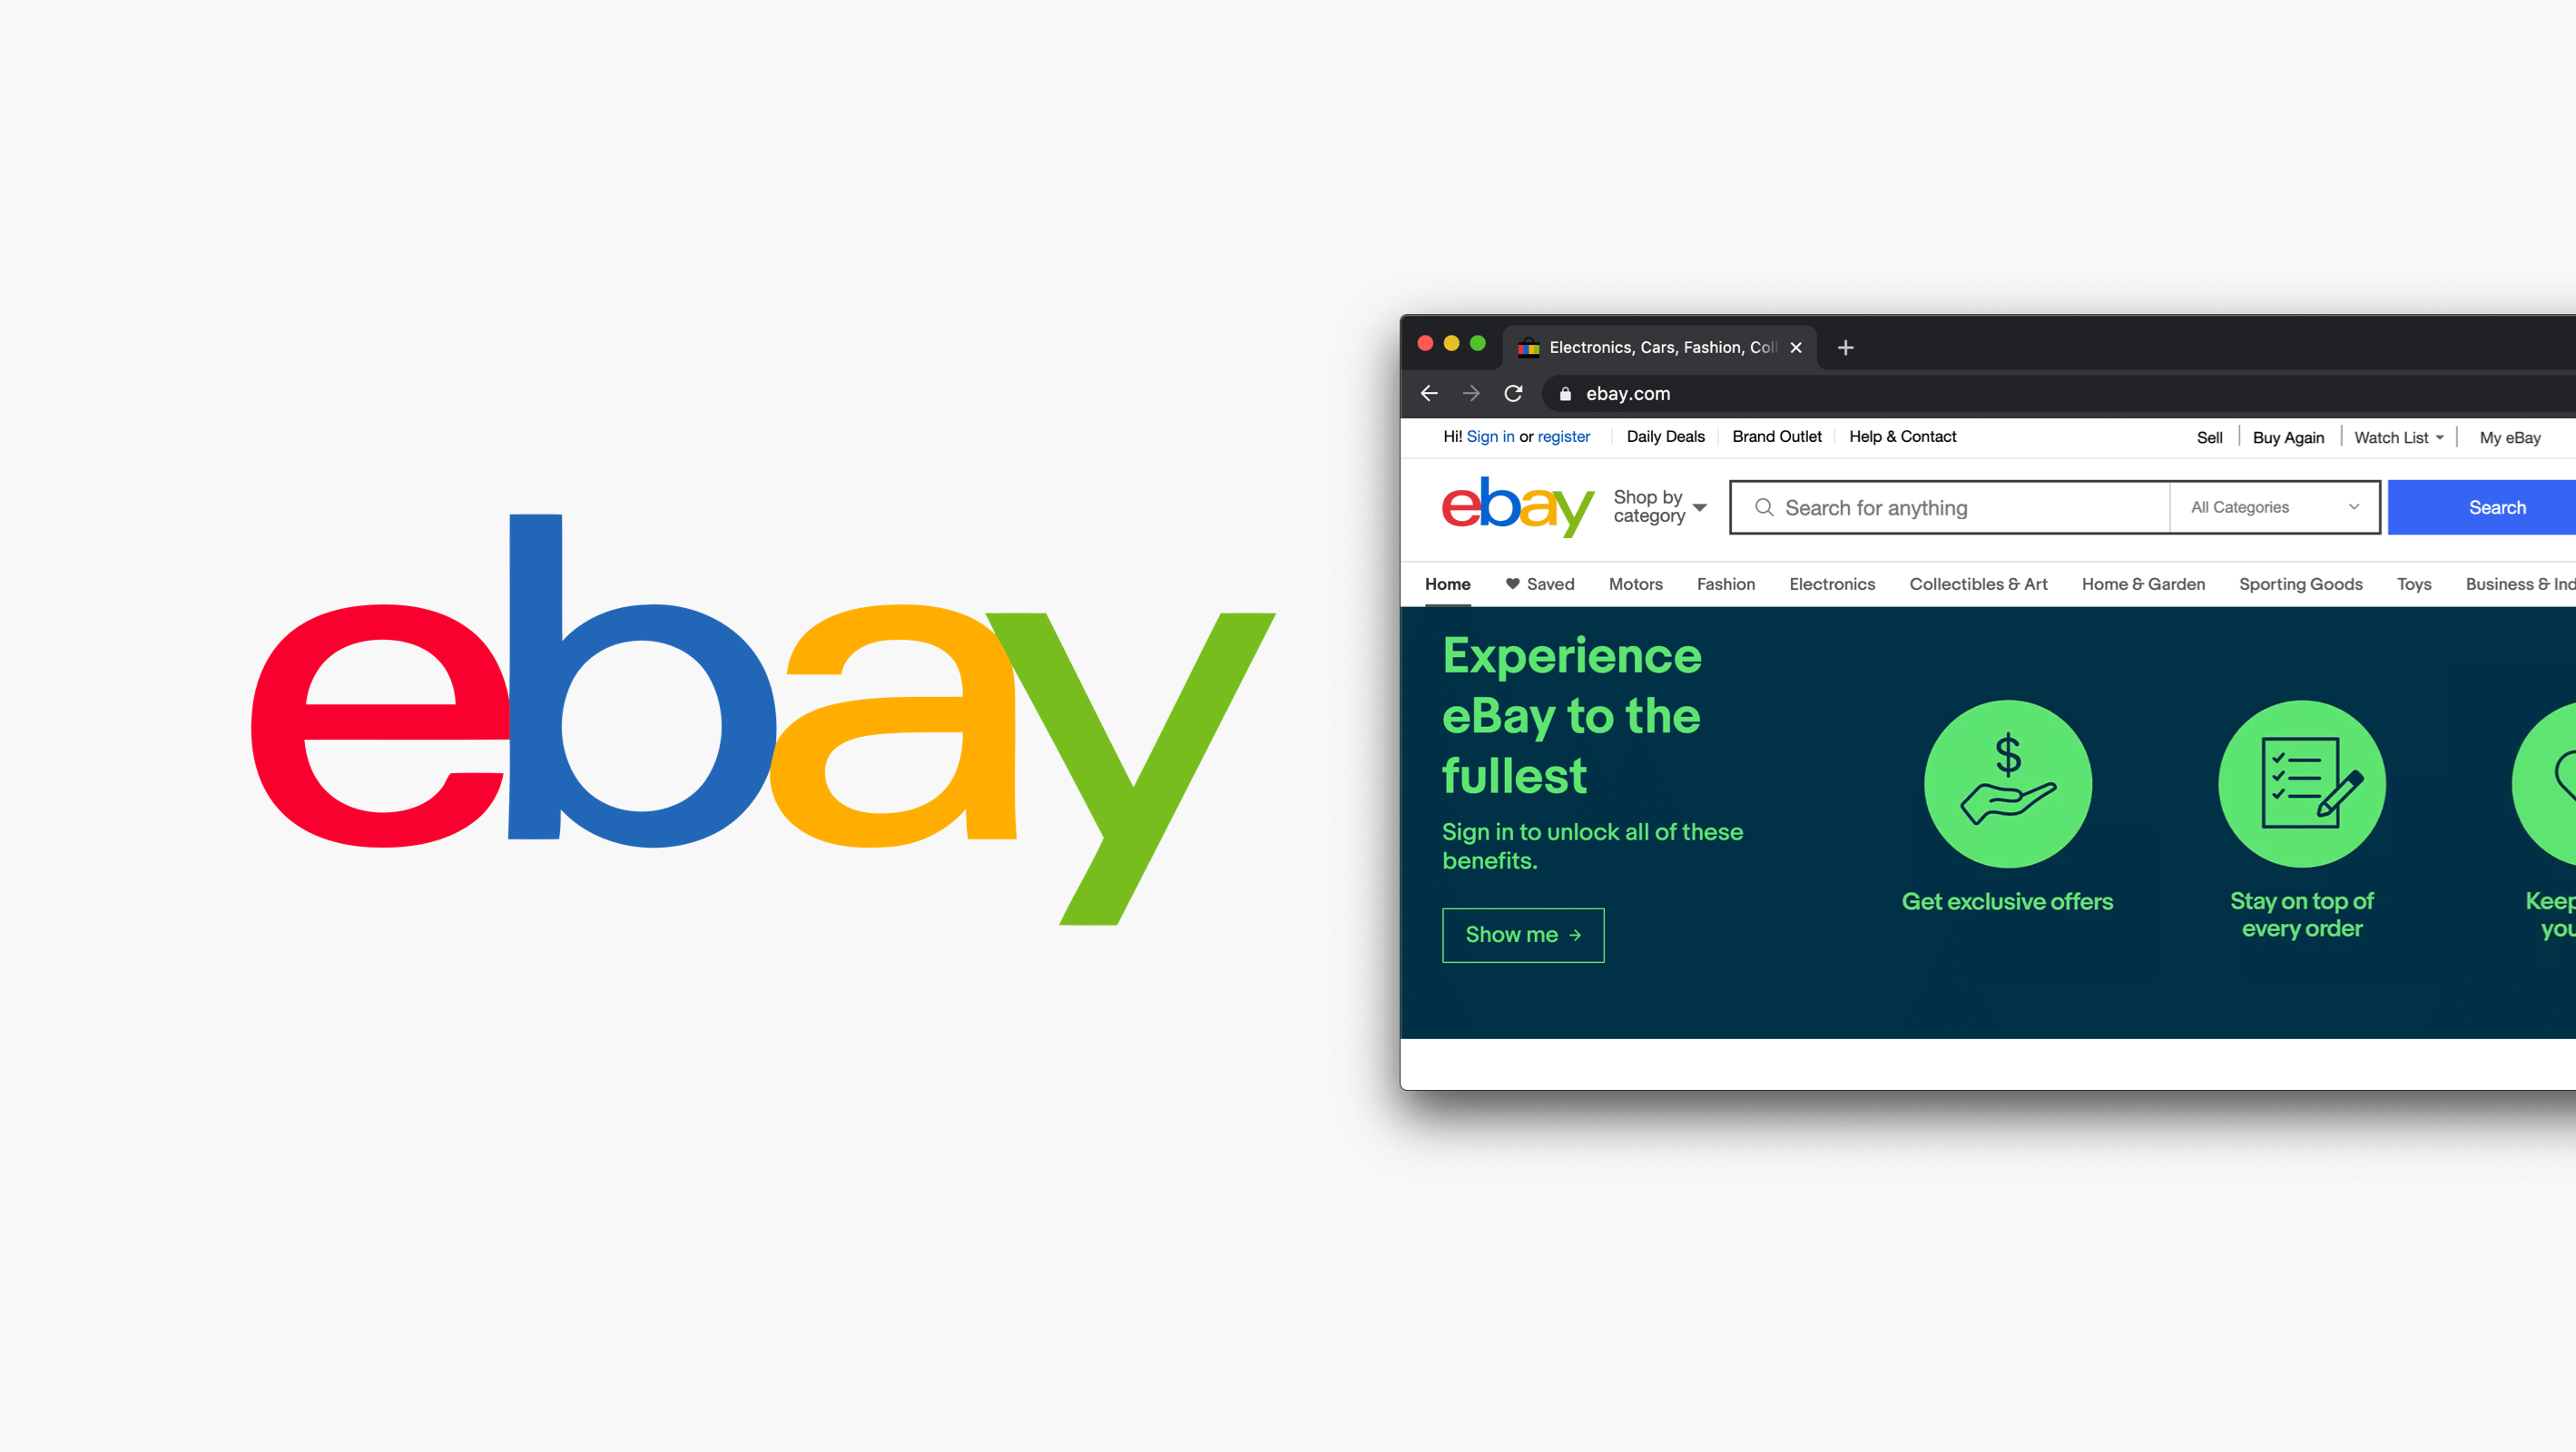 ebay
Electronics, Cars, Fashion, Coll
ebay.com
Hi! Sign in or register Daily Deals Brand Outlet Help & Contact Sell Buy Again Watch List My eBay
ebay Shop by category Search for anything All Categories Search
Home Saved Motors Fashion Electronics Collectibles & Art Home & Garden Sporting Goods Toys Business & Ind
Experience
eBay to the
fullest
Sign in to unlock all of these
benefits.
Show me
$
Get exclusive offers
Stay on top of
every order
Keep
you